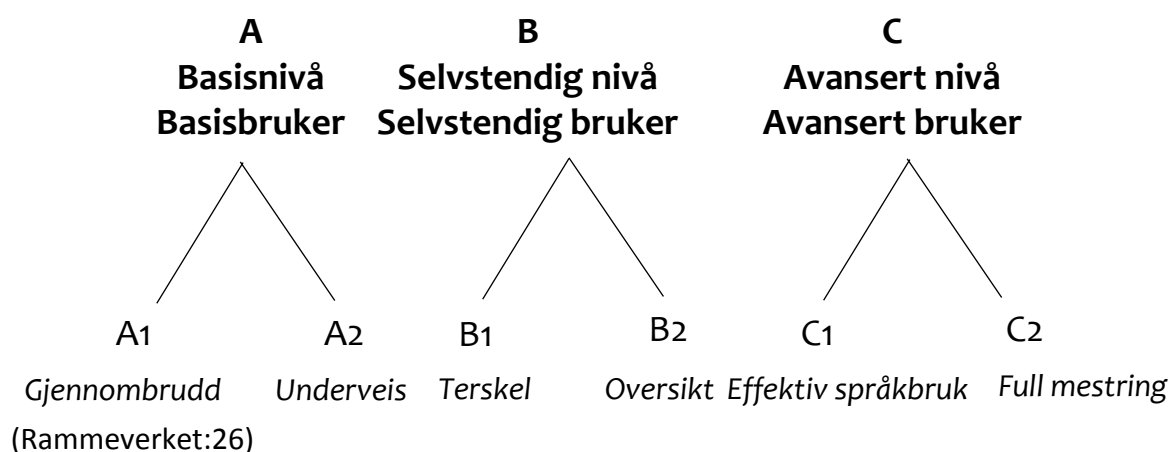 A B C
Basisnivå Selvstendig nivå Avansert nivå
Basisbruker Selvstendig bruker Avansert bruker
A1 A2 B1 B2 C1 C2
Gjennombrudd Underveis Terskel Oversikt Effektiv språkbruk Full mestring
(Rammeverket:26)